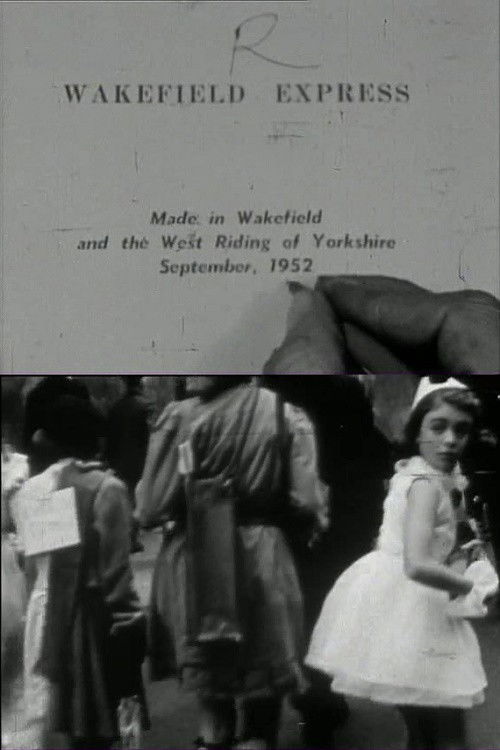 R
WAKEFIELD EXPRESS
Made in Wakefield
and the West Riding of Yorkshire
September, 1952